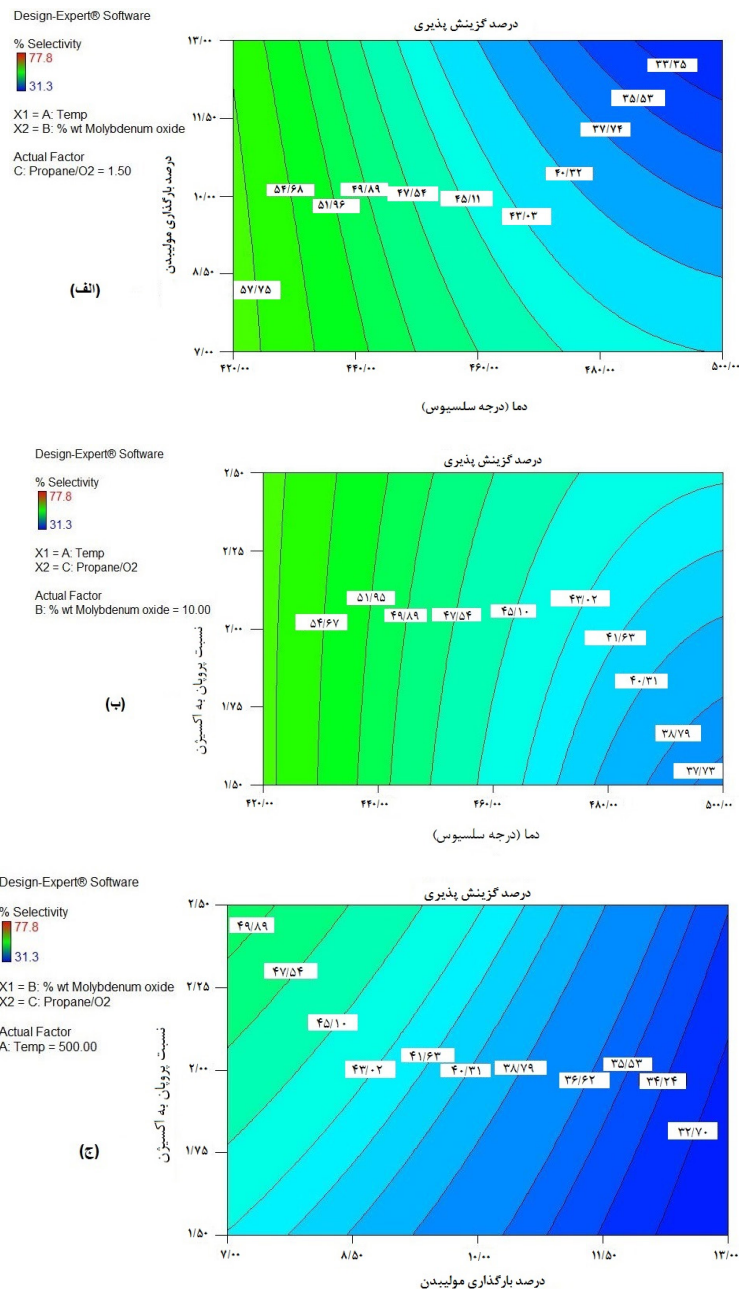 Design-Expert® Software
% Selectivity
77.8
31.3
X1 = A: Temp
X2 = B: % wt Molybdenum oxide
Actual Factor
C: Propane/O2 = 1.50
درصد گزینش پذیری
۱۳/۰۰
۱۱/۵۰
۱۰/۰۰
۸/۵۰
۷/۰۰
درصد بارگذاری مولیبدن
۳۳/۳۵
۳۵/۵۳
۳۷/۷۴
۴۰/۳۲
۵۴/۶۸
۴۹/۸۹
۴۷/۵۴
۴۵/۱۱
۵۱/۹۶
۴۳/۰۳
۵۷/۷۵
(الف)
۴۲۰/۰۰
۴۴۰/۰۰
۴۶۰/۰۰
۴۸۰/۰۰
۵۰۰/۰۰
دما (درجه سلسیوس)
Design-Expert® Software
% Selectivity
77.8
31.3
X1 = A: Temp
X2 = C: Propane/O2
Actual Factor
B: % wt Molybdenum oxide = 10.00
درصد گزینش پذیری
۲/۵۰
۲/۲۵
۲/۰۰
۱/۷۵
۱/۵۰
نسبت پروپان به اکسیژن
۵۱/۹۵
۵۴/۶۷
۴۹/۸۹
۴۷/۵۴
۴۵/۱۰
۴۳/۰۲
۴۱/۶۳
۴۰/۳۱
۳۸/۷۹
۳۷/۷۳
(ب)
۴۲۰/۰۰
۴۴۰/۰۰
۴۶۰/۰۰
۴۸۰/۰۰
۵۰۰/۰۰
دما (درجه سلسیوس)
Design-Expert® Software
% Selectivity
77.8
31.3
X1 = B: % wt Molybdenum oxide
X2 = C: Propane/O2
Actual Factor
A: Temp = 500.00
درصد گزینش پذیری
۲/۵۰
۲/۲۵
۲/۰۰
۱/۷۵
۱/۵۰
نسبت پروپان به اکسیژن
۴۹/۸۹
۴۷/۵۴
۴۵/۱۰
۴۳/۰۲
۴۱/۶۳
۴۰/۳۱
۳۸/۷۹
۳۶/۶۲
۳۵/۵۳
۳۴/۲۴
۳۲/۷۰
(ج)
۷/۰۰
۸/۵۰
۱۰/۰۰
۱۱/۵۰
۱۳/۰۰
درصد بارگذاری مولیبدن